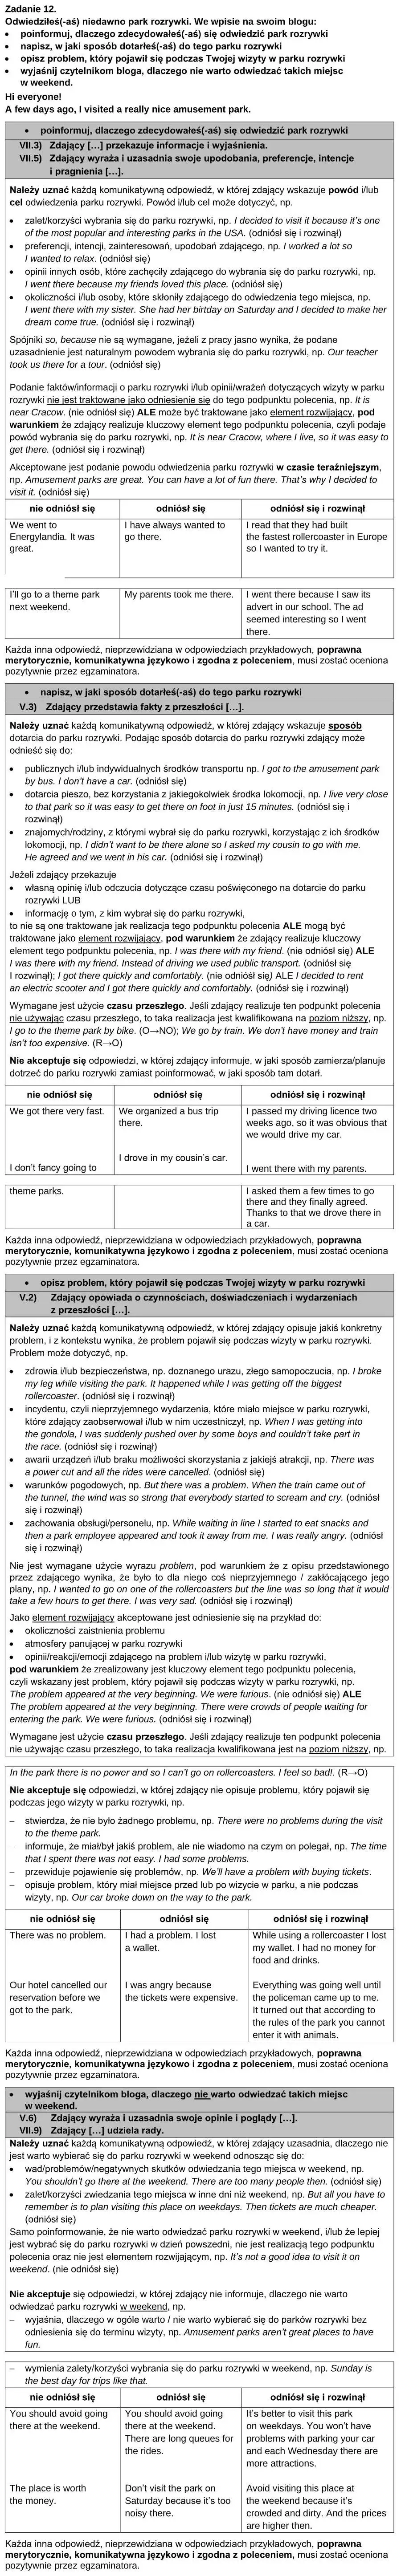 Zadanie 12.
Odwiedziłeś(-aś) niedawno park rozrywki. We wpisie na swoim blogu:
• poinformuj, dlaczego zdecydowałeś(-aś) się odwiedzić park rozrywki
• napisz, w jaki sposób dotarłeś(-aś) do tego parku rozrywki
• opisz problem, który pojawił się podczas Twojej wizyty w parku rozrywki
• wyjaśnij czytelnikom bloga, dlaczego nie warto odwiedzać takich miejsc
w weekend.
Hi everyone!
A few days ago, I visited a really nice amusement park.
• poinformuj, dlaczego zdecydowałeś(-aś) się odwiedzić park rozrywki
VII.3) Zdający […] przekazuje informacje i wyjaśnienia.
VII.5) Zdający wyraża i uzasadnia swoje upodobania, preferencje, intencje
i pragnienia […].
Należy uznać każdą komunikatywną odpowiedź, w której zdający wskazuje powód i/lub
cel odwiedzenia parku rozrywki. Powód i/lub cel może dotyczyć, np.
• zalet/korzyści wybrania się do parku rozrywki, np. I decided to visit it because it's one
of the most popular and interesting parks in the USA. (odniósł się i rozwinął)
• preferencji, intencji, zainteresowań, upodobań zdającego, np. I worked a lot so
I wanted to relax. (odniósł się)
• opinii innych osób, które zachęciły zdającego do wybrania się do parku rozrywki, np.
I went there because my friends loved this place. (odniósł się)
• okoliczności i/lub osoby, które skłoniły zdającego do odwiedzenia tego miejsca, np.
I went there with my sister. She had her birtday on Saturday and I decided to make her
dream come true. (odniósł się i rozwinął)
Spójniki so, because nie są wymagane, jeżeli z pracy jasno wynika, że podane
uzasadnienie jest naturalnym powodem wybrania się do parku rozrywki, np. Our teacher
took us there for a tour. (odniósł się)
Podanie faktów/informacji o parku rozrywki i/lub opinii/wrażeń dotyczących wizyty w parku
rozrywki nie jest traktowane jako odniesienie się do tego podpunktu polecenia, np. It is
near Cracow. (nie odniósł się) ALE może być traktowane jako element rozwijający, pod
warunkiem że zdający realizuje kluczowy element tego podpunktu polecenia, czyli podaje
powód wybrania się do parku rozrywki, np. It is near Cracow, where I live, so it was easy to
get there. (odniósł się i rozwinął)
Akceptowane jest podanie powodu odwiedzenia parku rozrywki w czasie teraźniejszym,
np. Amusement parks are great. You can have a lot of fun there. That's why I decided to
visit it. (odniósł się)
nie odniósł się odniósł się odniósł się i rozwinął
We went to I have always wanted to I read that they had built
Energylandia. It was go there. the fastest rollercoaster in Europe
great. so I wanted to try it.
I'll go to a theme park My parents took me there. I went there because I saw its
next weekend. advert in our school. The ad
seemed interesting so I went
there.
Każda inna odpowiedź, nieprzewidziana w odpowiedziach przykładowych, poprawna
merytorycznie, komunikatywna językowo i zgodna z poleceniem, musi zostać oceniona
pozytywnie przez egzaminatora.
• napisz, w jaki sposób dotarłeś(-aś) do tego parku rozrywki
V.3) Zdający przedstawia fakty z przeszłości […].
Należy uznać każdą komunikatywną odpowiedź, w której zdający wskazuje sposób
dotarcia do parku rozrywki. Podając sposób dotarcia do parku rozrywki zdający może
odnieść się do:
• publicznych i/lub indywidualnych środków transportu np. I got to the amusement park
by bus. I don't have a car. (odniósł się)
• dotarcia pieszo, bez korzystania z jakiegokolwiek środka lokomocji, np. I live very close
to that park so it was easy to get there on foot in just 15 minutes. (odniósł się i
rozwinął)
• znajomych/rodziny, z którymi wybrał się do parku rozrywki, korzystając z ich środków
lokomocji, np. I didn't want to be there alone so I asked my cousin to go with me.
He agreed and we went in his car. (odniósł się i rozwinął)
Jeżeli zdający przekazuje
• własną opinię i/lub odczucia dotyczące czasu poświęconego na dotarcie do parku
rozrywki LUB
• informację o tym, z kim wybrał się do parku rozrywki,
to nie są one traktowane jak realizacja tego podpunktu polecenia ALE mogą być
traktowane jako element rozwijający, pod warunkiem że zdający realizuje kluczowy
element tego podpunktu polecenia, np. I was there with my friend. (nie odniósł się) ALE
I was there with my friend. Instead of driving we used public transport. (odniósł się
i rozwinął); I got there quickly and comfortably. (nie odniósł się) ALE I decided to rent
an electric scooter and I got there quickly and comfortably. (odniósł się i rozwinął)
Wymagane jest użycie czasu przeszłego. Jeśli zdający realizuje ten podpunkt polecenia
nie używając czasu przeszłego, to taka realizacja jest kwalifikowana na poziom niższy, np.
I go to the theme park by bike. (O→NO); We go by train. We don't have money and train
isn't too expensive. (R→O)
Nie akceptuje się odpowiedzi, w której zdający informuje, w jaki sposób zamierza/planuje
dotrzeć do parku rozrywki zamiast poinformować, w jaki sposób tam dotarł.
nie odniósł się odniósł się odniósł się i rozwinął
We got there very fast. We organized a bus trip I passed my driving licence two
there. weeks ago, so it was obvious that
we would drive my car.
I drove in my cousin's car.
I don't fancy going to I went there with my parents.
theme parks. I asked them a few times to go
there and they finally agreed.
Thanks to that we drove there in
a car.
Każda inna odpowiedź, nieprzewidziana w odpowiedziach przykładowych, poprawna
merytorycznie, komunikatywna językowo i zgodna z poleceniem, musi zostać oceniona
pozytywnie przez egzaminatora.
• opisz problem, który pojawił się podczas Twojej wizyty w parku rozrywki
V.2) Zdający opowiada o czynnościach, doświadczeniach i wydarzeniach
z przeszłości […].
Należy uznać każdą komunikatywną odpowiedź, w której zdający opisuje jakiś konkretny
problem, i z kontekstu wynika, że problem pojawił się podczas wizyty w parku rozrywki.
Problem może dotyczyć, np.
• zdrowia i/lub bezpieczeństwa, np. doznanego urazu, złego samopoczucia, np. I broke
my leg while visiting the park. It happened while I was getting off the biggest
rollercoaster. (odniósł się i rozwinął)
• incydentu, czyli nieprzyjemnego wydarzenia, które miało miejsce w parku rozrywki,
które zdający zaobserwował i/lub w nim uczestniczył, np. When I was getting into
the gondola, I was suddenly pushed over by some boys and couldn't take part in
the race. (odniósł się i rozwinął)
• awarii urządzeń i/lub braku możliwości skorzystania z jakiejś atrakcji, np. There was
a power cut and all the rides were cancelled. (odniósł się)
• warunków pogodowych, np. But there was a problem. When the train came out of
the tunnel, the wind was so strong that everybody started to scream and cry. (odniósł
się i rozwinął)
• zachowania obsługi/personelu, np. While waiting in line I started to eat snacks and
then a park employee appeared and took it away from me. I was really angry. (odniósł
się i rozwinął)
Nie jest wymagane użycie wyrazu problem, pod warunkiem że z opisu przedstawionego
przez zdającego wynika, że było to dla niego coś nieprzyjemnego / zakłócającego jego
plany, np. I wanted to go on one of the rollercoasters but the line was so long that it would
take a few hours to get there. I was very sad. (odniósł się i rozwinął)
Jako element rozwijający akceptowane jest odniesienie się na przykład do:
• okoliczności zaistnienia problemu
• atmosfery panującej w parku rozrywki
• opinii/reakcji/emocji zdającego na problem i/lub wizytę w parku rozrywki,
pod warunkiem że zrealizowany jest kluczowy element tego podpunktu polecenia,
czyli wskazany jest problem, który pojawił się podczas wizyty w parku rozrywki, np.
The problem appeared at the very beginning. We were furious. (nie odniósł się) ALE
The problem appeared at the very beginning. There were crowds of people waiting for
entering the park. We were furious. (odniósł się i rozwinął)
Wymagane jest użycie czasu przeszłego. Jeśli zdający realizuje ten podpunkt polecenia
nie używając czasu przeszłego, to taka realizacja kwalifikowana jest na poziom niższy, np.
In the park there is no power and so I can't go on rollercoasters. I feel so bad!. (R→O)
Nie akceptuje się odpowiedzi, w której zdający nie opisuje problemu, który pojawił się
podczas jego wizyty w parku rozrywki, np.
– stwierdza, że nie było żadnego problemu, np. There were no problems during the visit
to the theme park.
– informuje, że miał/był jakiś problem, ale nie wiadomo na czym on polegał, np. The time
that I spent there was not easy. I had some problems.
– przewiduje pojawienie się problemów, np. We'll have a problem with buying tickets.
– opisuje problem, który miał miejsce przed lub po wizycie w parku, a nie podczas
wizyty, np. Our car broke down on the way to the park.
nie odniósł się odniósł się odniósł się i rozwinął
There was no problem. I had a problem. I lost While using a rollercoaster I lost
a wallet. my wallet. I had no money for
food and drinks.
Our hotel cancelled our I was angry because Everything was going well until
reservation before we the tickets were expensive. the policeman came up to me.
got to the park. It turned out that according to
the rules of the park you cannot
enter it with animals.
Każda inna odpowiedź, nieprzewidziana w odpowiedziach przykładowych, poprawna
merytorycznie, komunikatywna językowo i zgodna z poleceniem, musi zostać oceniona
pozytywnie przez egzaminatora.
• wyjaśnij czytelnikom bloga, dlaczego nie warto odwiedzać takich miejsc
w weekend.
V.6) Zdający wyraża i uzasadnia swoje opinie i poglądy […].
VII.9) Zdający […] udziela rady.
Należy uznać każdą komunikatywną odpowiedź, w której zdający uzasadnia, dlaczego nie
jest warto wybierać się do parku rozrywki w weekend odnosząc się do:
• wad/problemów/negatywnych skutków odwiedzania tego miejsca w weekend, np.
You shouldn't go there at the weekend. There are too many people then. (odniósł się)
• zalet/korzyści zwiedzania tego miejsca w inne dni niż weekend, np. But all you have to
remember is to plan visiting this place on weekdays. Then tickets are much cheaper.
(odniósł się)
Samo poinformowanie, że nie warto odwiedzać parku rozrywki w weekend, i/lub że lepiej
jest wybrać się do parku rozrywki w dzień powszedni, nie jest realizacją tego podpunktu
polecenia oraz nie jest elementem rozwijającym, np. It's not a good idea to visit it on
weekend. (nie odniósł się)
Nie akceptuje się odpowiedzi, w której zdający nie informuje, dlaczego nie warto
odwiedzać parku rozrywki w weekend, np.
– wyjaśnia, dlaczego w ogóle warto / nie warto wybierać się do parków rozrywki bez
odniesienia się do terminu wizyty, np. Amusement parks aren't great places to have
fun.
– wymienia zalety/korzyści wybrania się do parku rozrywki w weekend, np. Sunday is
the best day for trips like that.
nie odniósł się odniósł się odniósł się i rozwinął
You should avoid going You should avoid going It's better to visit this park
there at the weekend. there at the weekend. on weekdays. You won't have
There are long queues for problems with parking your car
the rides. and each Wednesday there are
more attractions.
The place is worth Don't visit the park on Avoid visiting this place at
the money. Saturday because it's too the weekend because it's
noisy there. crowded and dirty. And the prices
are higher then.
Każda inna odpowiedź, nieprzewidziana w odpowiedziach przykładowych, poprawna
merytorycznie, komunikatywna językowo i zgodna z poleceniem, musi zostać oceniona
pozytywnie przez egzaminatora.